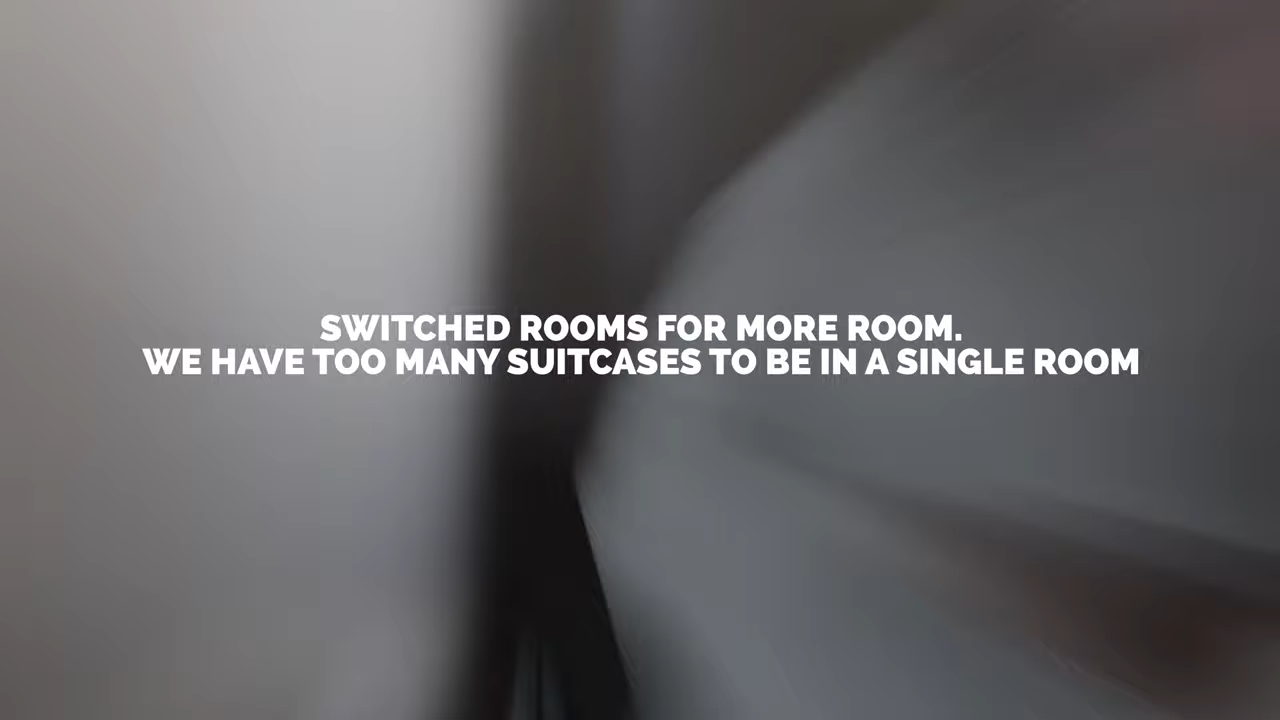 SWITCHED ROOMS FOR MORE ROOM.
WE HAVE TOO MANY SUITCASES TO BE IN A SINGLE ROOM